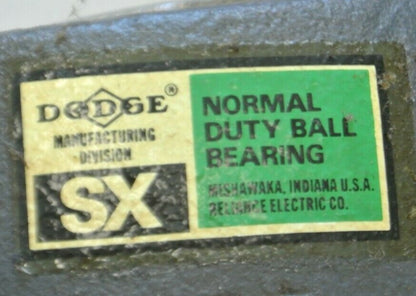 DODGE®
MANUFACTURING
DIVISION
SX
NORMAL
DUTY BALL
BEARING
MISHAWAKA, INDIANA U.S.A.
RELIANCE ELECTRIC CO.